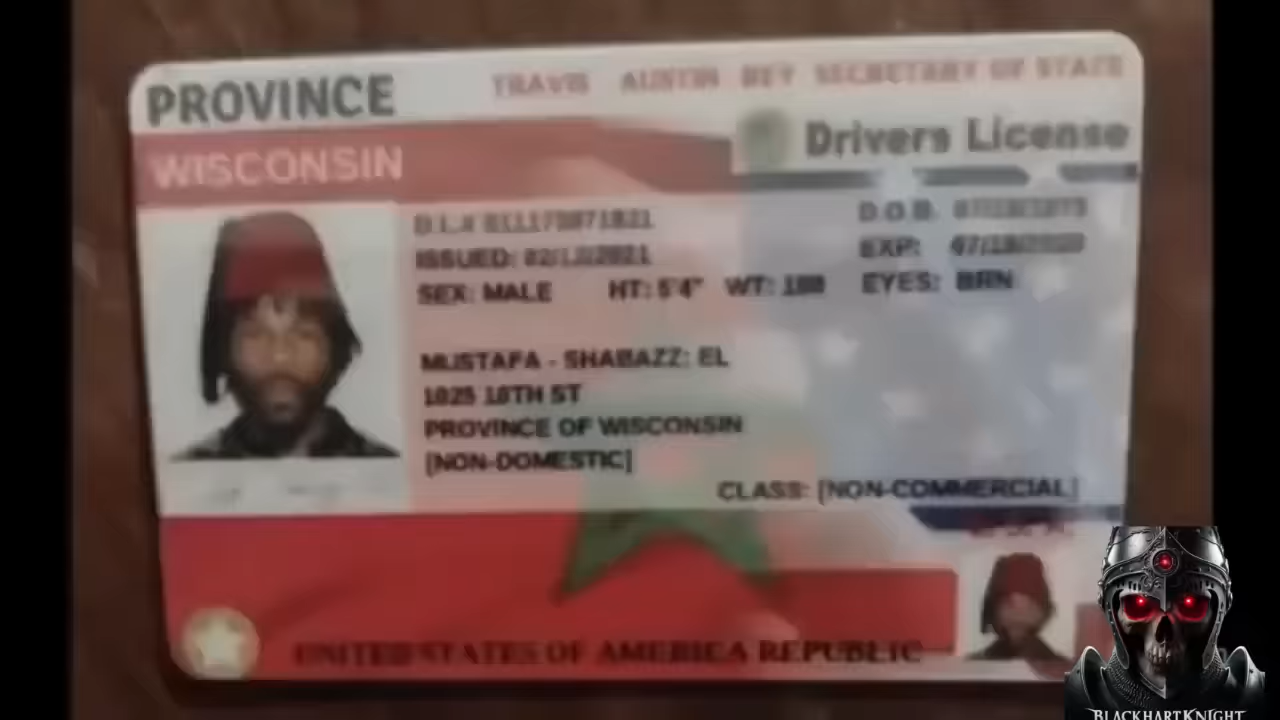 PROVINCE
TRAVIS AUSTIN BEY SECRETARY OF STATE
WISCONSIN
Drivers License
D.L.#
D.O.B.
ISSUED:
EXP:
SEX: MALE HT: 5'4" WT: EYES: BRN
MUSTAFA - SHABAZZ: EL
1025 18TH ST
PROVINCE OF WISCONSIN
[NON-DOMESTIC]
CLASS: [NON-COMMERCIAL]
UNITED STATES OF AMERICA REPUBLIC
BLACKHARTKNIGHT